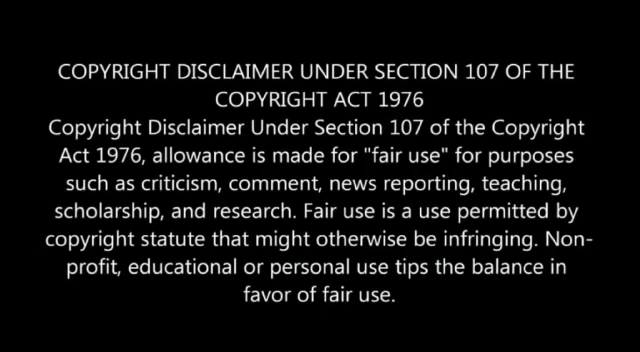 COPYRIGHT DISCLAIMER UNDER SECTION 107 OF THE
COPYRIGHT ACT 1976
Copyright Disclaimer Under Section 107 of the Copyright
Act 1976, allowance is made for "fair use" for purposes
such as criticism, comment, news reporting, teaching,
scholarship, and research. Fair use is a use permitted by
copyright statute that might otherwise be infringing. Non-
profit, educational or personal use tips the balance in
favor of fair use.